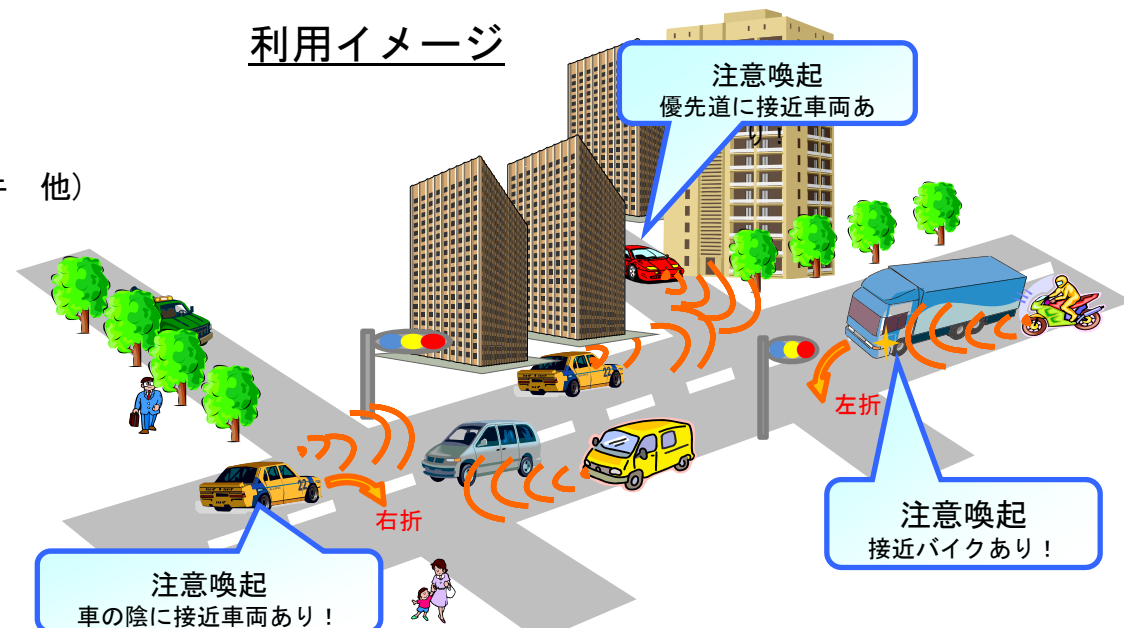 利用イメージ
注意喚起
優先道に接近車両あ
り！
他）
左折
右折
注意喚起
接近バイクあり！
注意喚起
車の陰に接近車両あり！
22
22